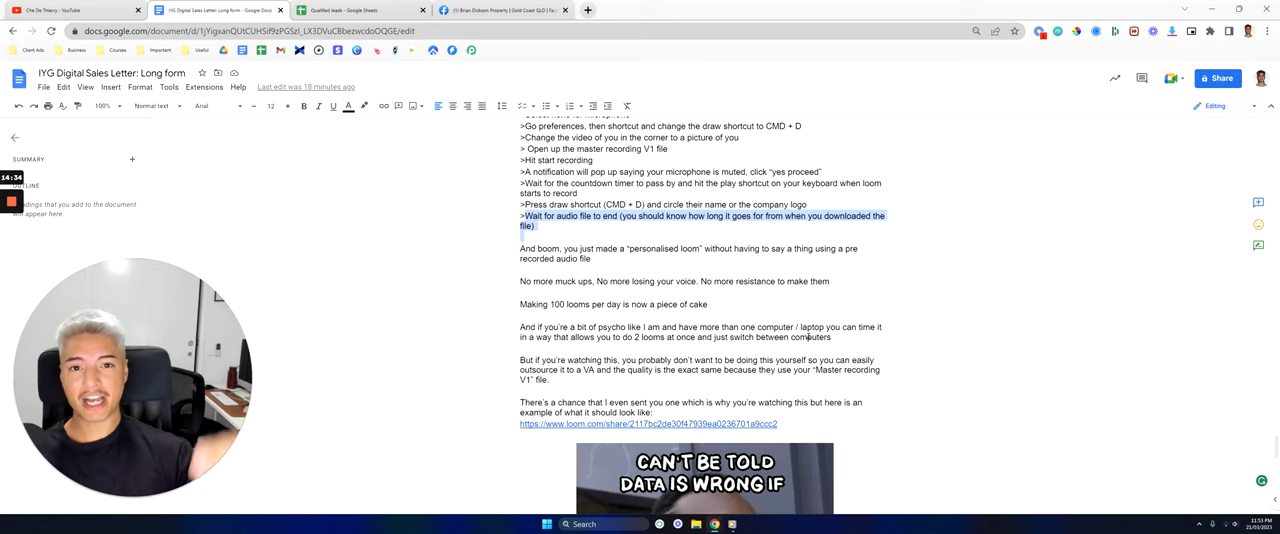 Che De Thierry - YouTube
IYG Digital Sales Letter: Long form - Google Docs
Qualified leads - Google Sheets
(1) Brian Dobson Property | Gold Coast QLD | Fac
docs.google.com/document/d/1jYigxanQUtCUHSif9zPGSzI_LX3DVuCBbezwcdoOQGE/edit
Client Ads
Business
Courses
Important
Useful
IYG Digital Sales Letter: Long form
File Edit View Insert Format Tools Extensions Help
Last edit was 18 minutes ago
Share
100%
Normal text
Arial
12
Editing
SUMMARY
OUTLINE
14:34
Headings that you add to the document
will appear here.
>Go preferences, then shortcut and change the draw shortcut to CMD + D
>Change the video of you in the corner to a picture of you
> Open up the master recording V1 file
>Hit start recording
>A notification will pop up saying your microphone is muted, click “yes proceed”
>Wait for the countdown timer to pass by and hit the play shortcut on your keyboard when loom
starts to record
>Press draw shortcut (CMD + D) and circle their name or the company logo
>Wait for audio file to end (you should know how long it goes for from when you downloaded the
file)
And boom, you just made a “personalised loom” without having to say a thing using a pre
recorded audio file
No more muck ups, No more losing your voice. No more resistance to make them
Making 100 looms per day is now a piece of cake
And if you’re a bit of psycho like I am and have more than one computer / laptop you can time it
in a way that allows you to do 2 looms at once and just switch between computers
But if you’re watching this, you probably don’t want to be doing this yourself so you can easily
outsource it to a VA and the quality is the exact same because they use your “Master recording
V1” file.
There’s a chance that I even sent you one which is why you’re watching this but here is an
example of what it should look like:
https://www.loom.com/share/2117bc2de30f47939ea0236701a9ccc2
CAN'T BE TOLD
DATA IS WRONG IF
Search
11:53 PM
21/03/2023